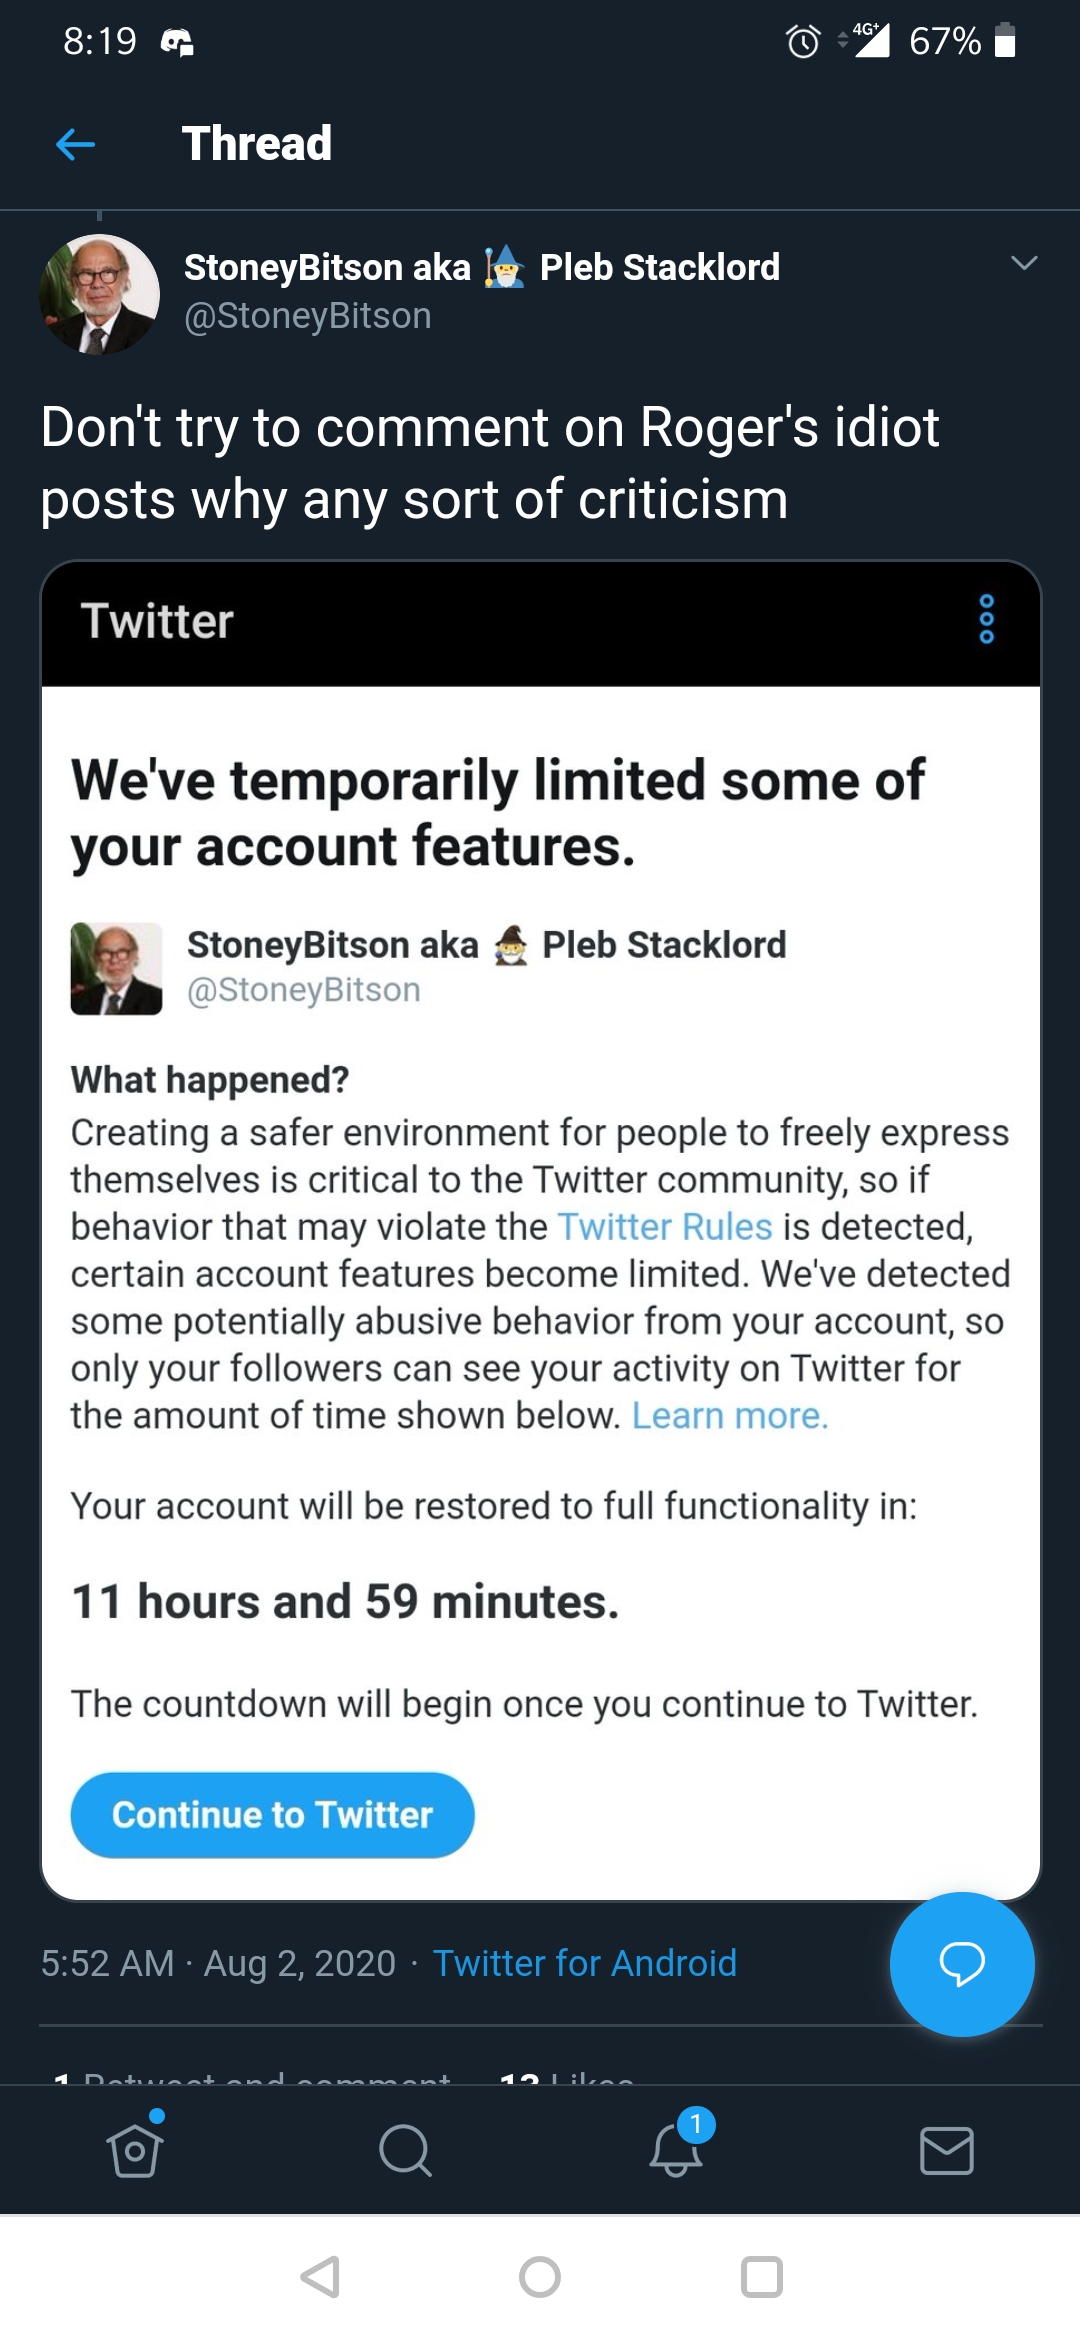 8:19
4G+ 67%
Thread
StoneyBitson aka 🧙‍♂️ Pleb Stacklord
@StoneyBitson
Don't try to comment on Roger's idiot
posts why any sort of criticism
Twitter
We've temporarily limited some of
your account features.
StoneyBitson aka 🧙‍♂️ Pleb Stacklord
@StoneyBitson
What happened?
Creating a safer environment for people to freely express
themselves is critical to the Twitter community, so if
behavior that may violate the Twitter Rules is detected,
certain account features become limited. We've detected
some potentially abusive behavior from your account, so
only your followers can see your activity on Twitter for
the amount of time shown below. Learn more.
Your account will be restored to full functionality in:
11 hours and 59 minutes.
The countdown will begin once you continue to Twitter.
Continue to Twitter
5:52 AM · Aug 2, 2020 · Twitter for Android
1 Retweet and comment 13 Likes
1